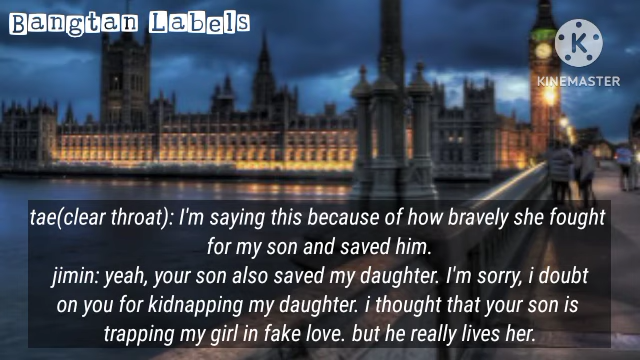 Bangtan Labels
KINEMASTER
tae(clear throat): I'm saying this because of how bravely she fought
for my son and saved him.
jimin: yeah, your son also saved my daughter. I'm sorry, i doubt
on you for kidnapping my daughter. i thought that your son is
trapping my girl in fake love. but he really lives her.